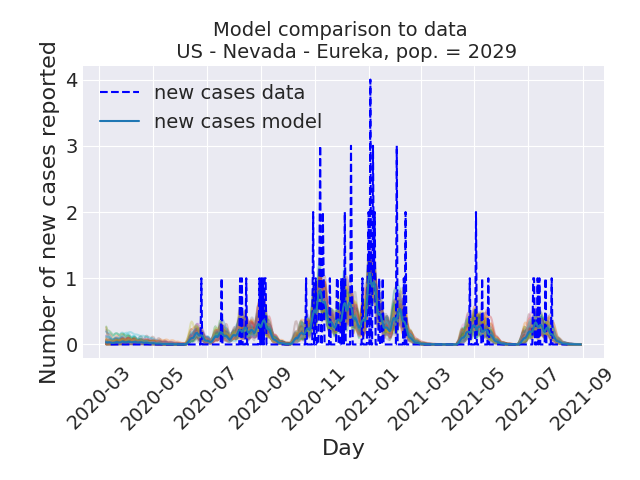 Model comparison to data
US - Nevada - Eureka, pop. = 2029
Number of new cases reported
4
3
2
1
0
new cases data
new cases model
2020-03
2020-05
2020-07
2020-09
2020-11
2021-01
2021-03
2021-05
2021-07
2021-09
Day